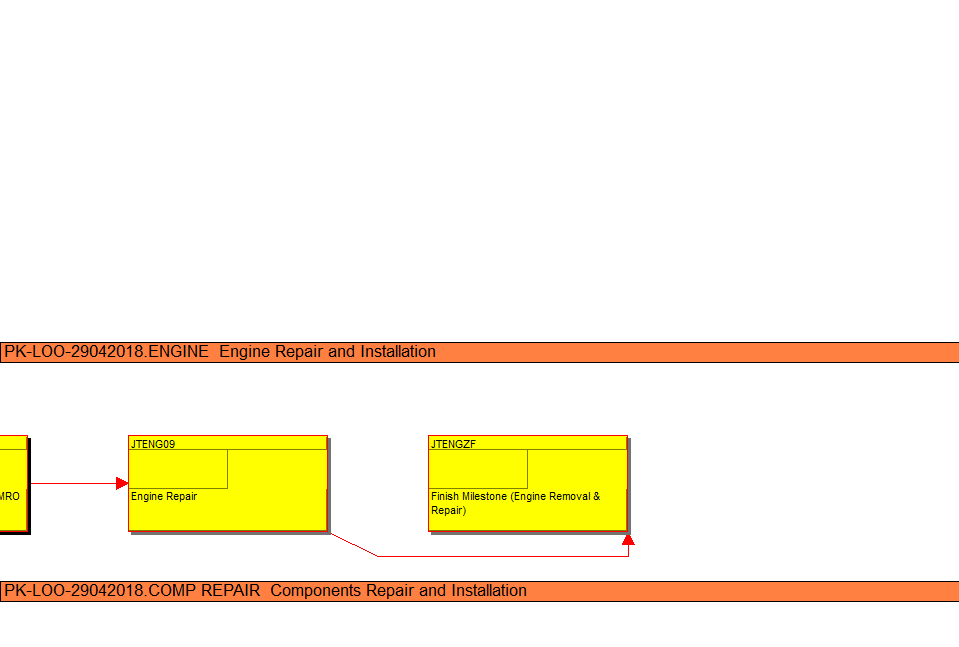 PK-LOO-29042018.ENGINE  Engine Repair and Installation
JTENG09
JTENGZF
MRO
Engine Repair
Finish Milestone (Engine Removal &
Repair)
PK-LOO-29042018.COMP REPAIR  Components Repair and Installation